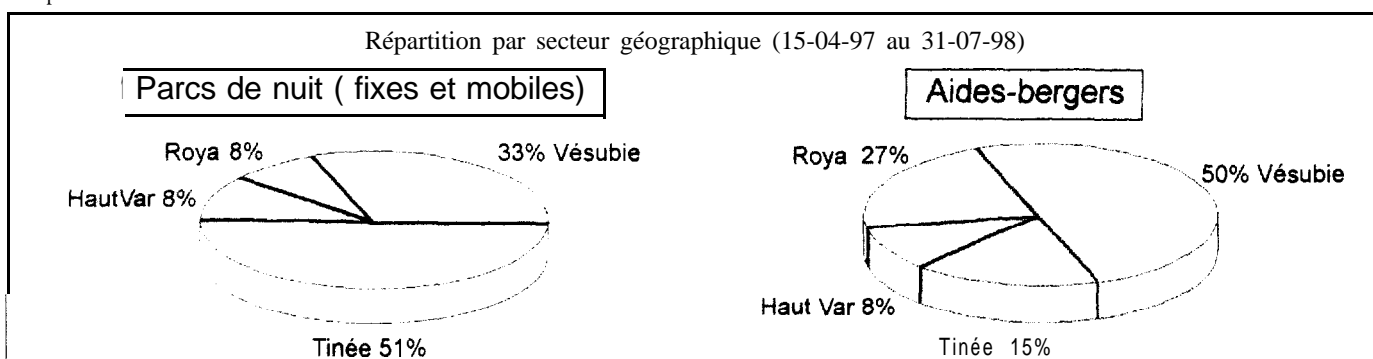 Répartition par secteur géographique (15-04-97 au 31-07-98)
Parcs de nuit ( fixes et mobiles)
Roya 8%
33% Vésubie
HautVar 8%
Tinée 51%
Aides-bergers
Roya 27%
50% Vésubie
Haut Var 8%
Tinée 15%